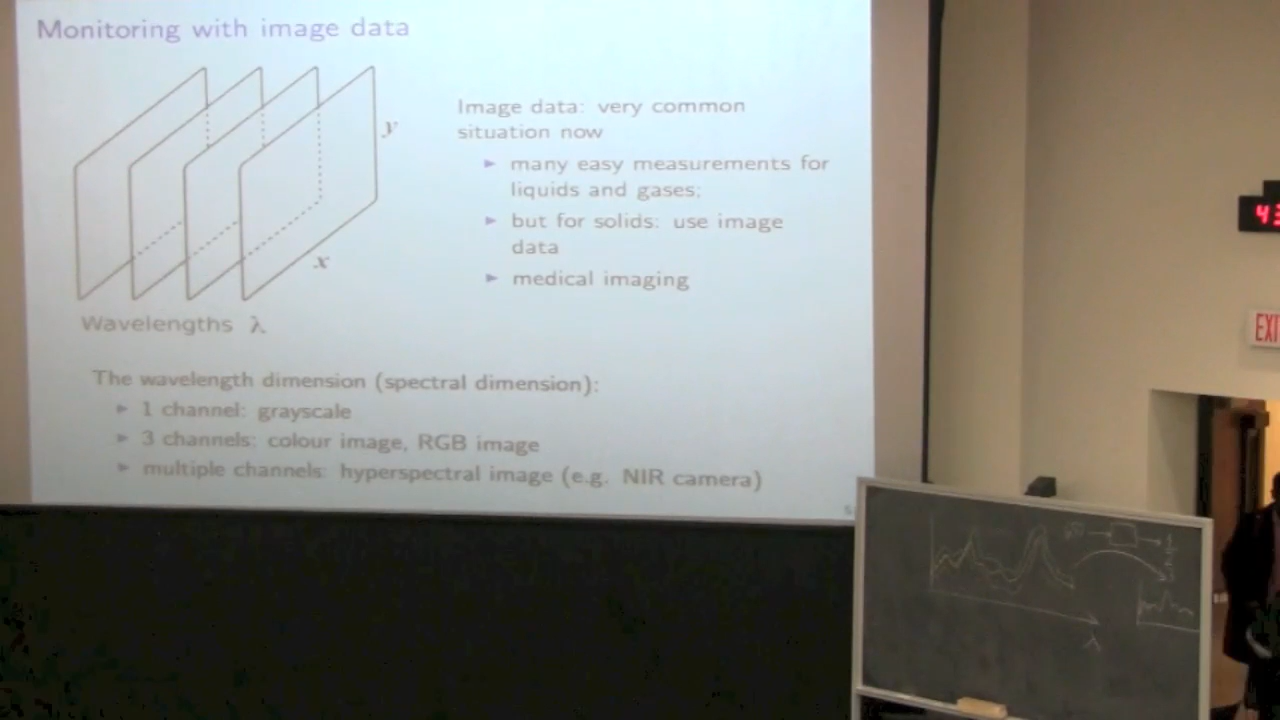 Monitoring with image data
y
x
Wavelengths λ
Image data: very common
situation now
many easy measurements for
liquids and gases;
but for solids: use image
data
medical imaging
The wavelength dimension (spectral dimension):
1 channel: grayscale
3 channels: colour image, RGB image
multiple channels: hyperspectral image (e.g. NIR camera)
43
EXI
λ